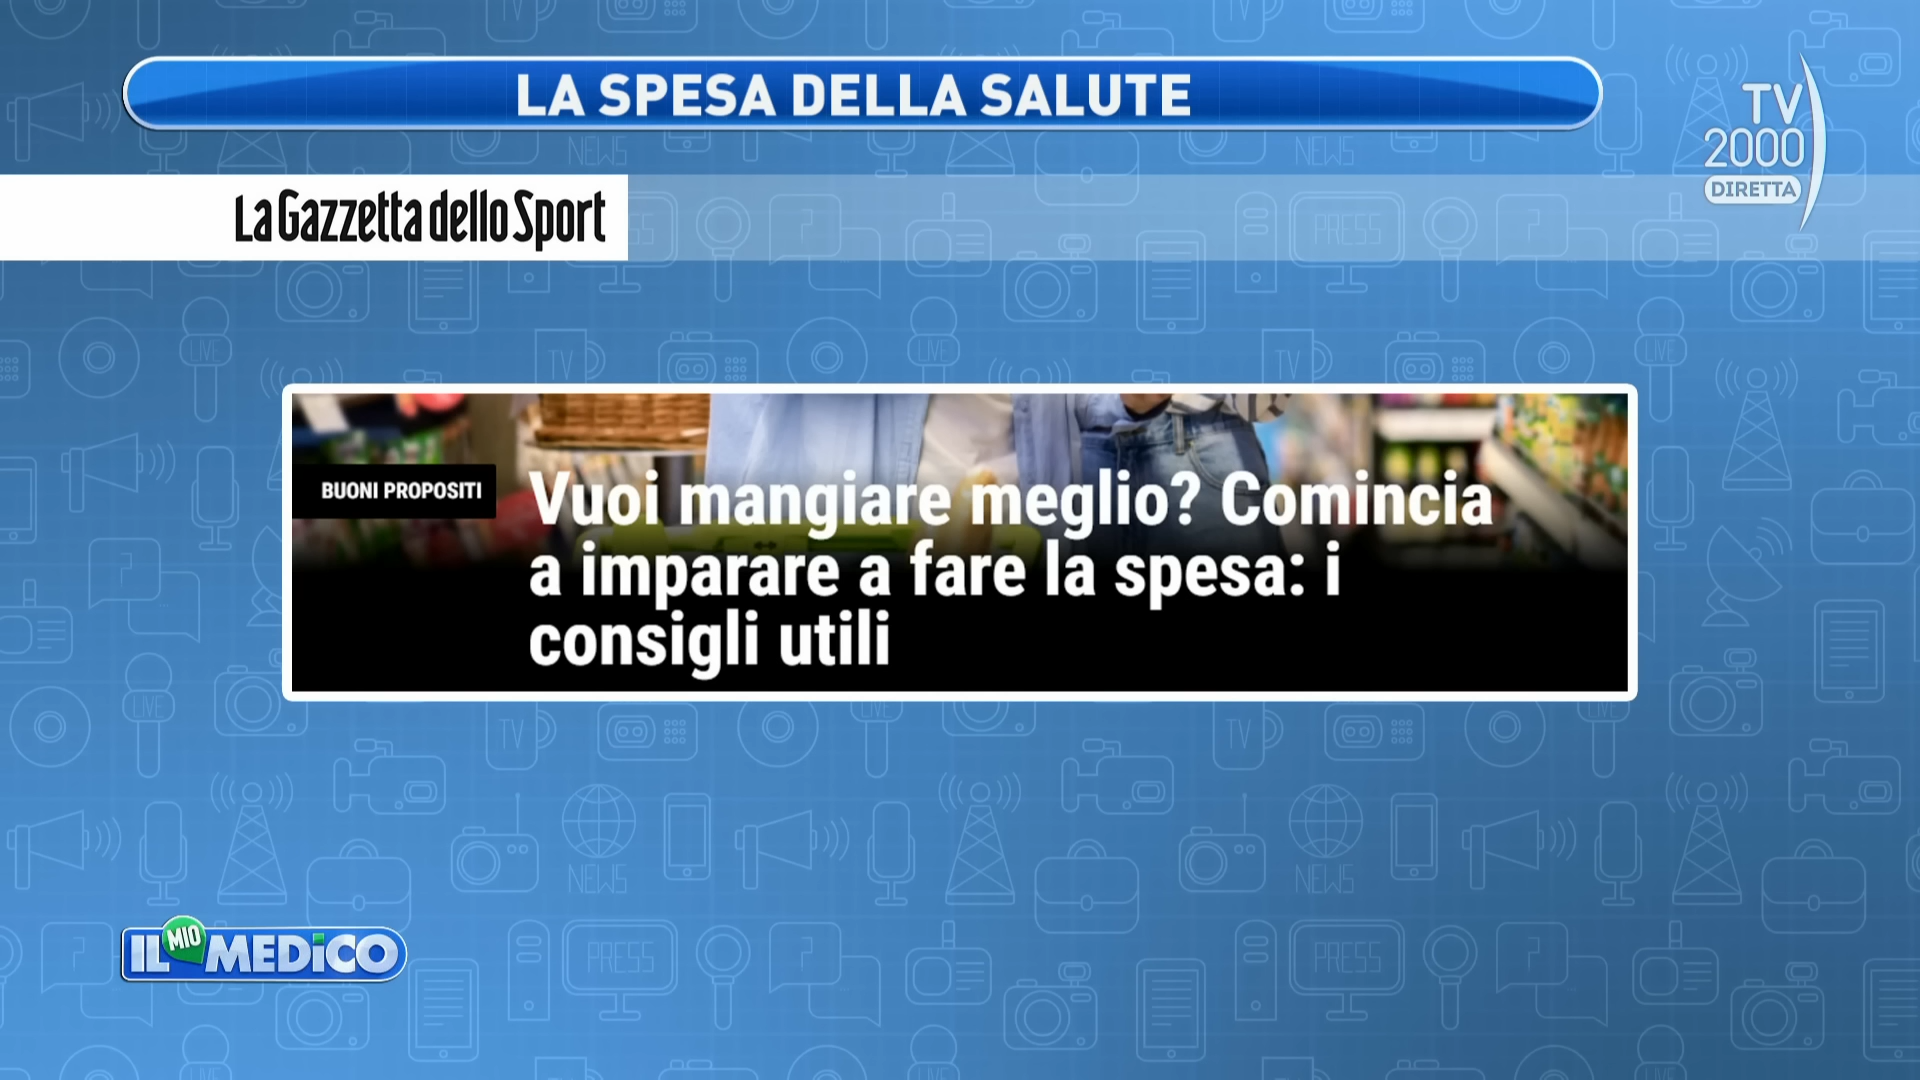 LA SPESA DELLA SALUTE
TV
2000
DIRETTA
La Gazzetta dello Sport
BUONI PROPOSITI
Vuoi mangiare meglio? Comincia
a imparare a fare la spesa: i
consigli utili
IL MIO MEDICO